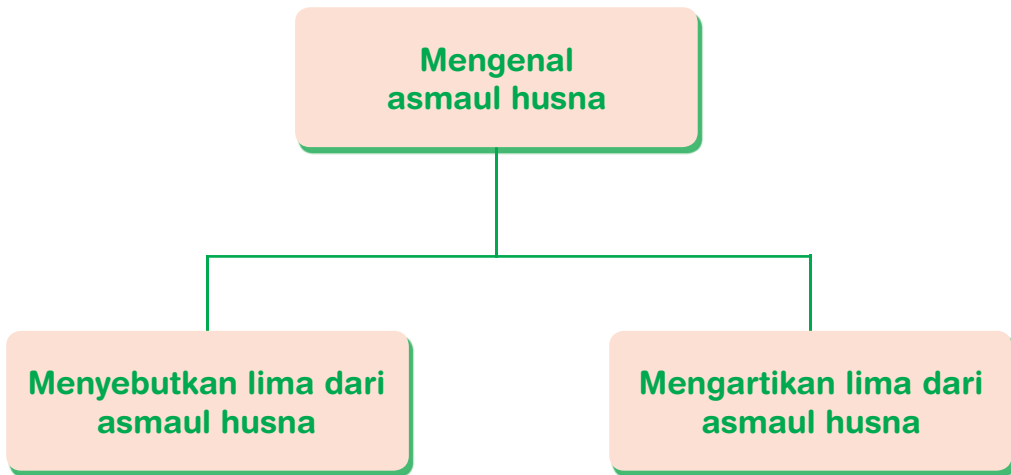 Mengenal
asmaul husna
Menyebutkan lima dari
asmaul husna
Mengartikan lima dari
asmaul husna